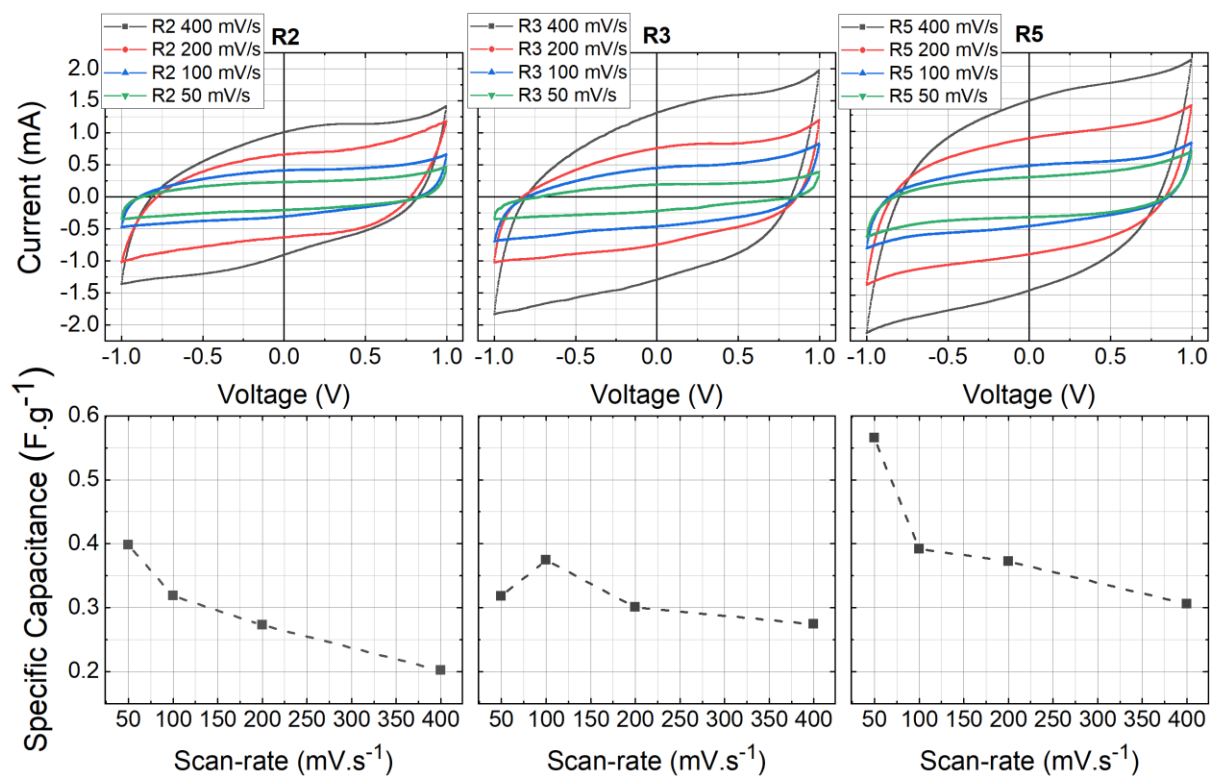 R2 400 mV/s
R2 200 mV/s
R2 100 mV/s
R2 50 mV/s
R2
R3 400 mV/s
R3 200 mV/s
R3 100 mV/s
R3 50 mV/s
R3
R5 400 mV/s
R5 200 mV/s
R5 100 mV/s
R5 50 mV/s
R5
Current (mA)
2.0
1.5
1.0
0.5
0.0
-0.5
-1.0
-1.5
-2.0
-1.0 -0.5 0.0 0.5 1.0
-1.0 -0.5 0.0 0.5 1.0
-1.0 -0.5 0.0 0.5 1.0
Voltage (V)
Voltage (V)
Voltage (V)
Specific Capacitance (F.g⁻¹)
0.6
0.5
0.4
0.3
0.2
50 100 150 200 250 300 350 400
50 100 150 200 250 300 350 400
50 100 150 200 250 300 350 400
Scan-rate (mV.s⁻¹)
Scan-rate (mV.s⁻¹)
Scan-rate (mV.s⁻¹)